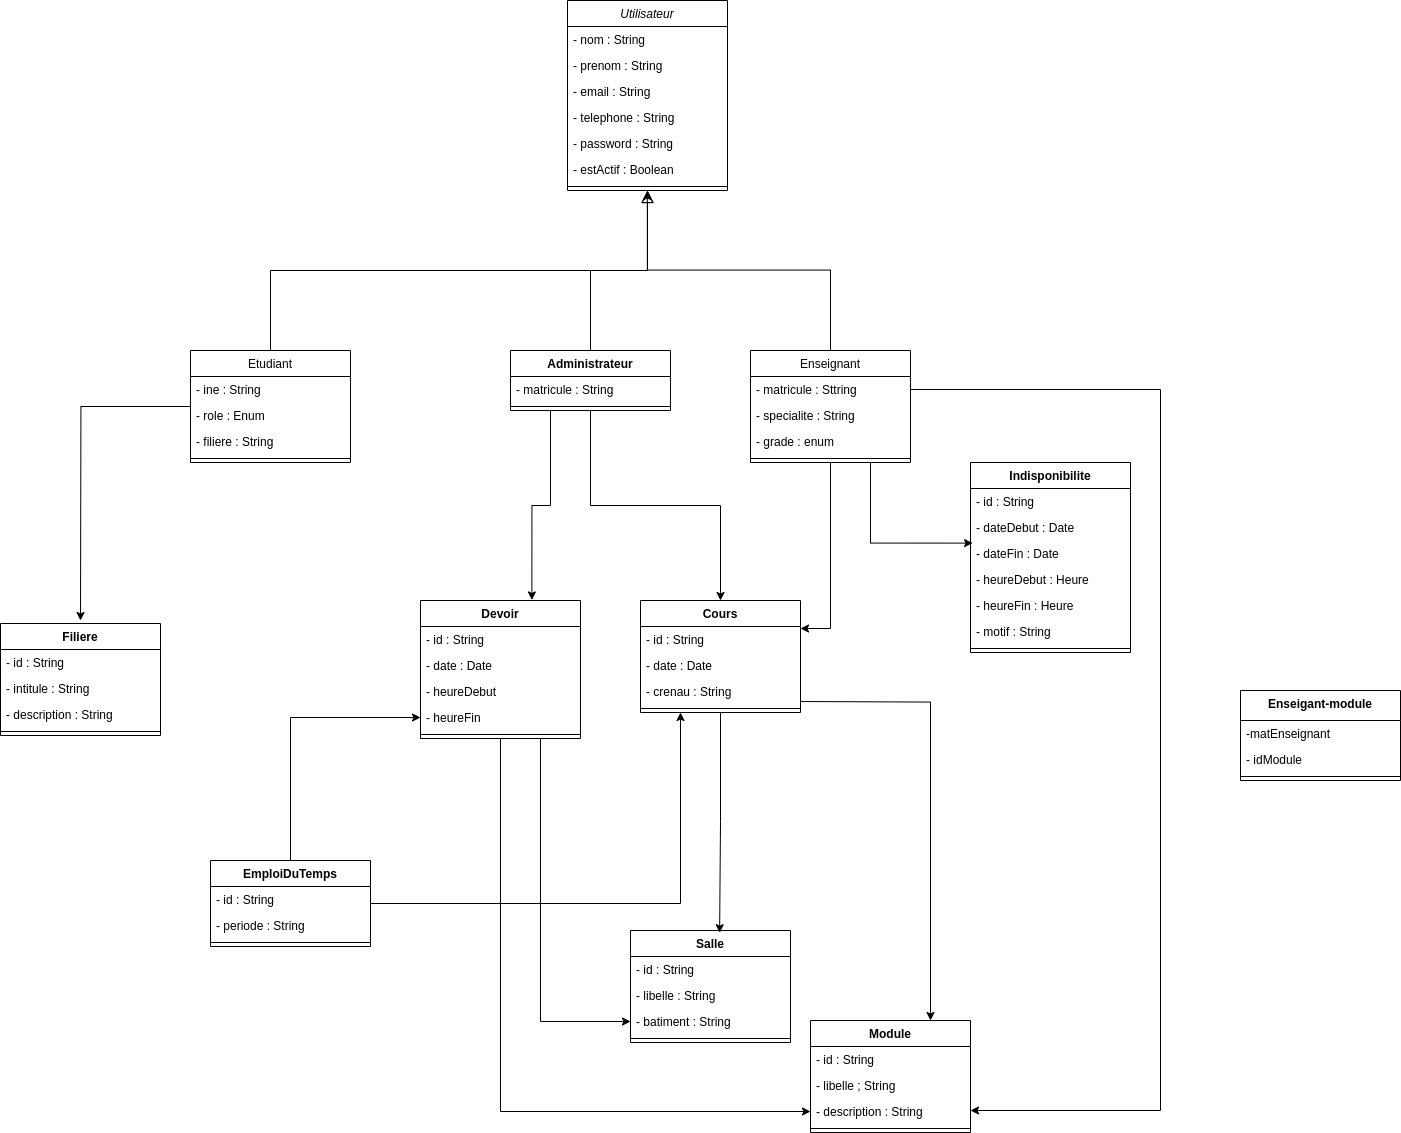 Utilisateur
- nom : String
- prenom : String
- email : String
- telephone : String
- password : String
- estActif : Boolean
Etudiant
- ine : String
- role : Enum
- filiere : String
Administrateur
- matricule : String
Enseignant
- matricule : Sttring
- specialite : String
- grade : enum
Indisponibilite
- id : String
- dateDebut : Date
- dateFin : Date
- heureDebut : Heure
- heureFin : Heure
- motif : String
Filiere
- id : String
- intitule : String
- description : String
Devoir
- id : String
- date : Date
- heureDebut
- heureFin
Cours
- id : String
- date : Date
- crenau : String
Enseigant-module
-matEnseignant
- idModule
EmploiDuTemps
- id : String
- periode : String
Salle
- id : String
- libelle : String
- batiment : String
Module
- id : String
- libelle ; String
- description : String